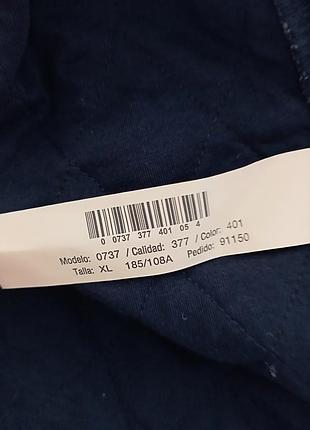 0 0737 377 401 05 4
Modelo: 0737 / Calidad: 377 / Color: 401
Talla: XL 185/108A Pedido: 91150